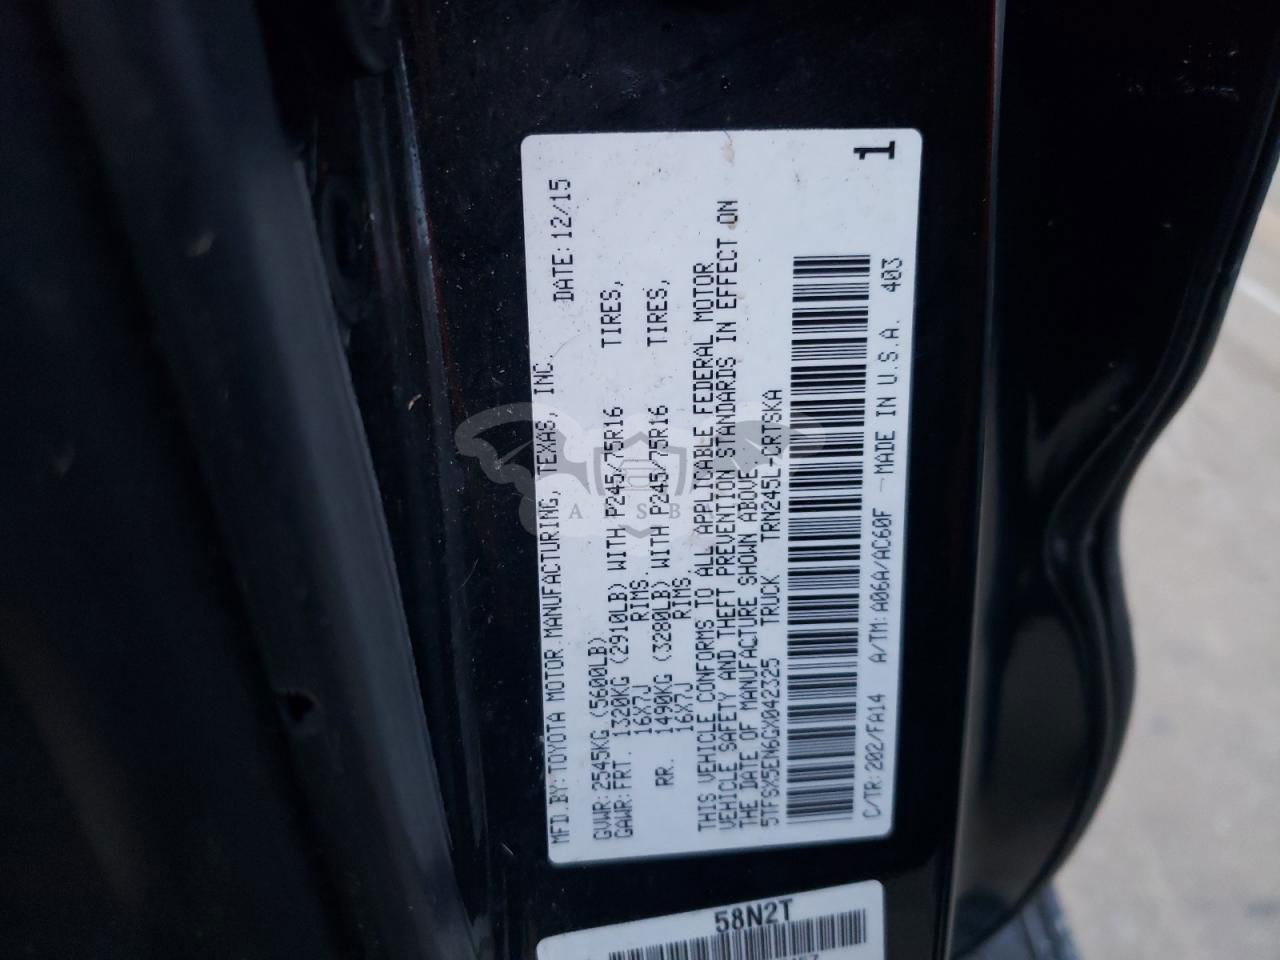 MFD.BY:TOYOTA MOTOR MANUFACTURING, TEXAS, INC. DATE:12/15
GVWR:2545KG (5600LB)
GAWR:FRT. 1320KG (2910LB) WITH P245/75R16 TIRES,
16X7J RIMS.
RR. 1490KG (3280LB) WITH P245/75R16 TIRES,
16X7J RIMS
THIS VEHICLE CONFORMS TO ALL APPLICABLE FEDERAL MOTOR
VEHICLE SAFETY AND THEFT PREVENTION STANDARDS IN EFFECT ON
THE DATE OF MANUFACTURE SHOWN ABOVE.
5TFSX5EN6GX042325 TRUCK TRN245L-CRTSKA
C/TR:202/FA14 A/TM:A06A/AC60F -MADE IN U.S.A. 403
1
58N2T